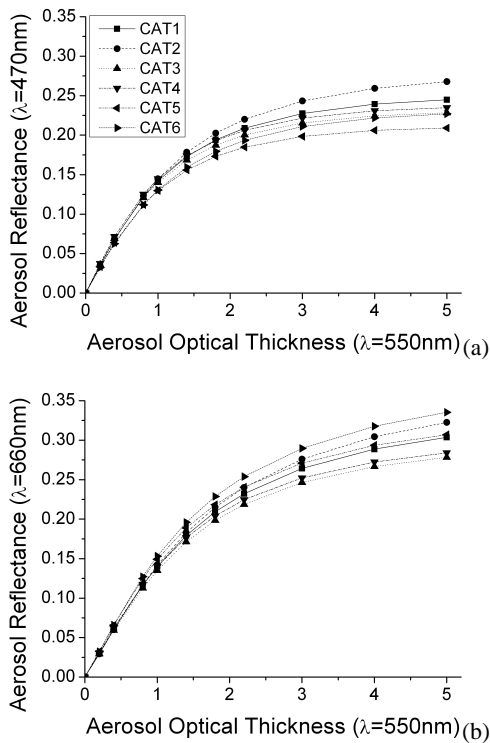 0.35
0.30
0.25
0.20
0.15
0.10
0.05
0.00
Aerosol Reflectance (λ=470nm)
CAT1
CAT2
CAT3
CAT4
CAT5
CAT6
0 1 2 3 4 5
Aerosol Optical Thickness (λ=550nm) (a)
0.35
0.30
0.25
0.20
0.15
0.10
0.05
0.00
Aerosol Reflectance (λ=660nm)
0 1 2 3 4 5
Aerosol Optical Thickness (λ=550nm) (b)